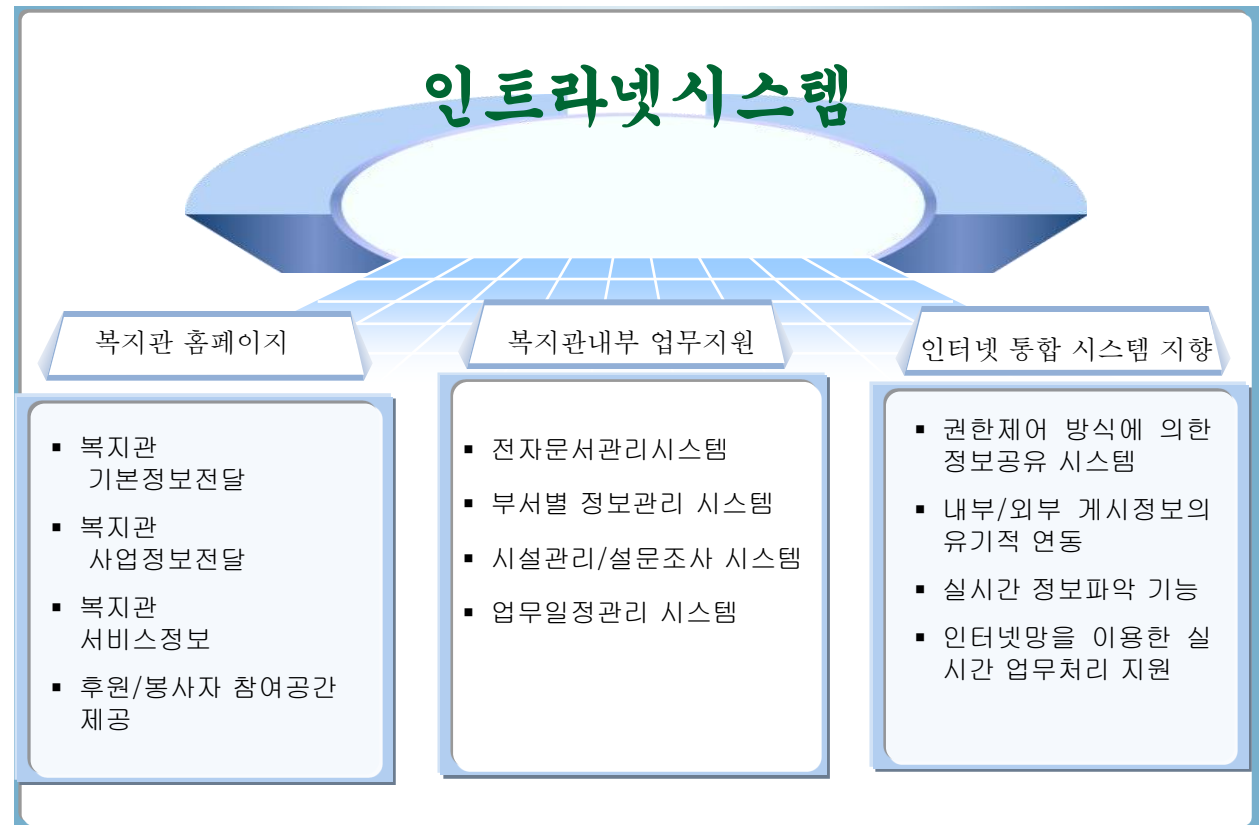 인트라넷시스템
복지관 홈페이지
▪ 복지관
기본정보전달
▪ 복지관
사업정보전달
▪ 복지관
서비스정보
▪ 후원/봉사자 참여공간
제공
복지관내부 업무지원
▪ 전자문서관리시스템
▪ 부서별 정보관리 시스템
▪ 시설관리/설문조사 시스템
▪ 업무일정관리 시스템
인터넷 통합 시스템 지향
▪ 권한제어 방식에 의한
정보공유 시스템
▪ 내부/외부 게시정보의
유기적 연동
▪ 실시간 정보파악 기능
▪ 인터넷망을 이용한 실
시간 업무처리 지원